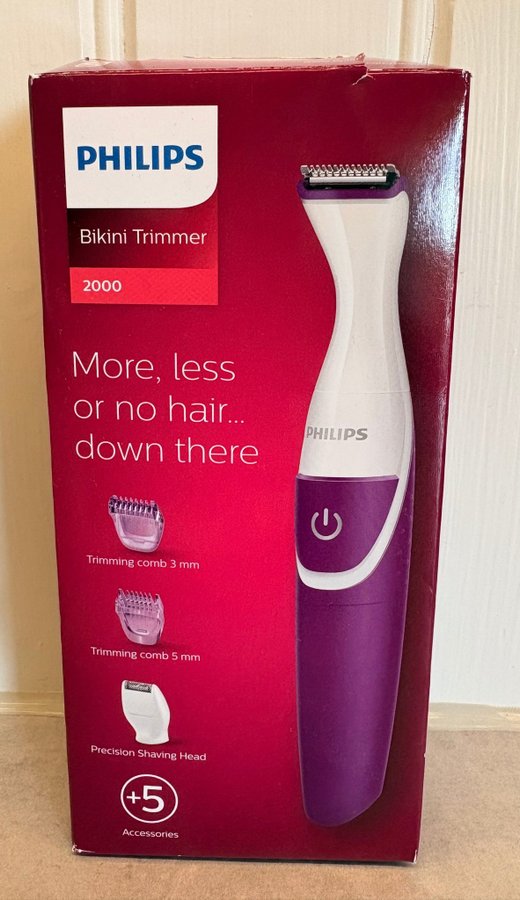 PHILIPS
Bikini Trimmer
2000
More, less
or no hair...
down there
PHILIPS
Trimming comb 3 mm
Trimming comb 5 mm
Precision Shaving Head
+5
Accessories